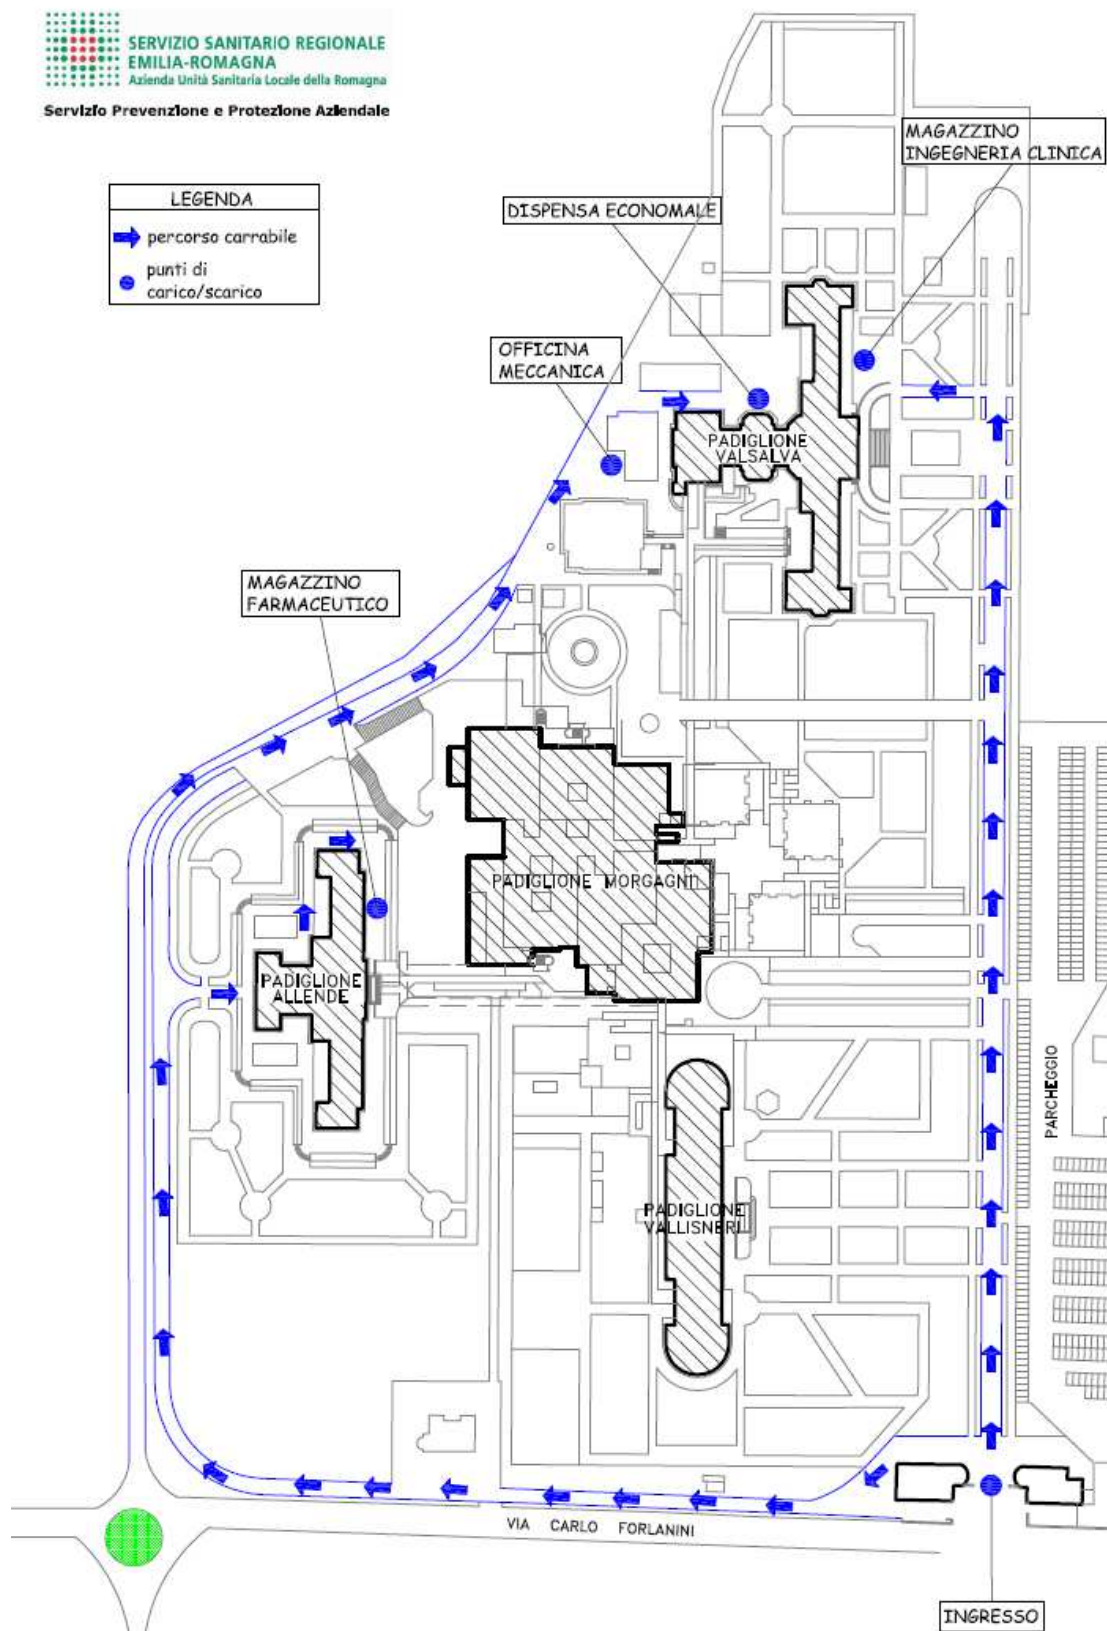 SERVIZIO SANITARIO REGIONALE
EMILIA-ROMAGNA
Azienda Unità Sanitaria Locale della Romagna
Servizio Prevenzione e Protezione Aziendale
MAGAZZINO
INGEGNERIA CLINICA
LEGENDA
percorso carrabile
punti di
carico/scarico
DISPENSA ECONOMALE
OFFICINA
MECCANICA
PADIGLIONE
VALSALVA
MAGAZZINO
FARMACEUTICO
PADIGLIONE MORGAGNI
PADIGLIONE
ALLENDE
PARCHEGGIO
PADIGLIONE
VALLISNERI
VIA CARLO FORLANINI
INGRESSO